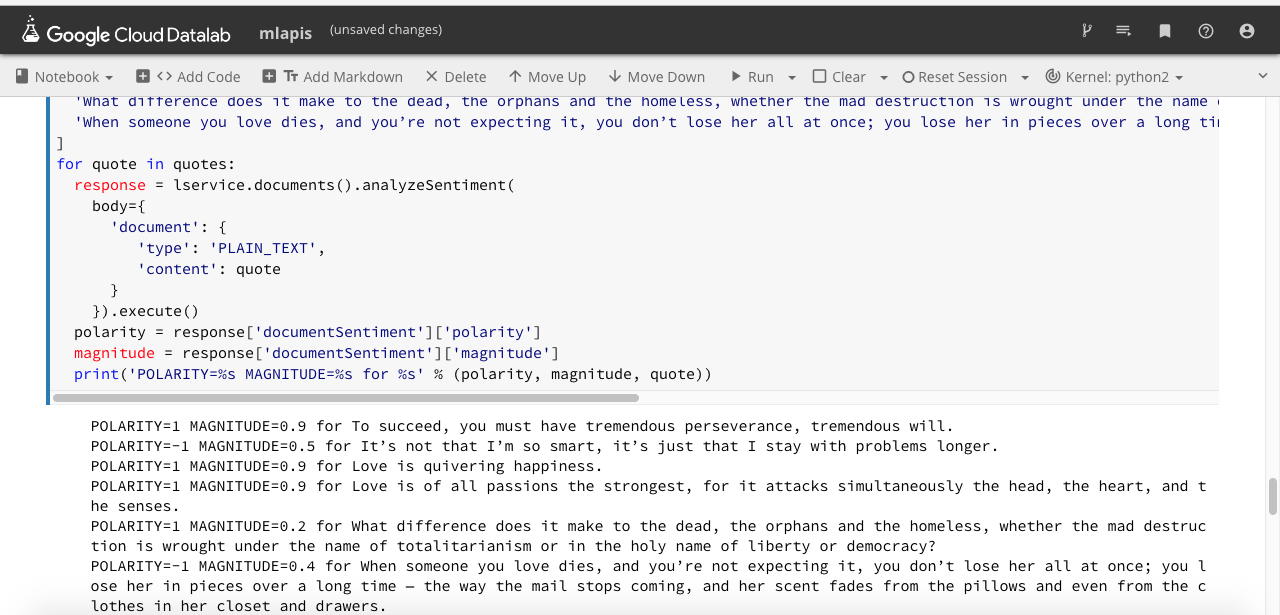 Google Cloud Datalab mlapis (unsaved changes)
Notebook Add Code Add Markdown Delete Move Up Move Down Run Clear Reset Session Kernel: python2
'What difference does it make to the dead, the orphans and the homeless, whether the mad destruction is wrought under the name
'When someone you love dies, and you’re not expecting it, you don’t lose her all at once; you lose her in pieces over a long
]
for quote in quotes:
response = lservice.documents().analyzeSentiment(
body={
'document': {
'type': 'PLAIN_TEXT',
'content': quote
}
}).execute()
polarity = response['documentSentiment']['polarity']
magnitude = response['documentSentiment']['magnitude']
print('POLARITY=%s MAGNITUDE=%s for %s' % (polarity, magnitude, quote))
POLARITY=1 MAGNITUDE=0.9 for To succeed, you must have tremendous perseverance, tremendous will.
POLARITY=-1 MAGNITUDE=0.5 for It’s not that I’m so smart, it’s just that I stay with problems longer.
POLARITY=1 MAGNITUDE=0.9 for Love is quivering happiness.
POLARITY=1 MAGNITUDE=0.9 for Love is of all passions the strongest, for it attacks simultaneously the head, the heart, and t
he senses.
POLARITY=1 MAGNITUDE=0.2 for What difference does it make to the dead, the orphans and the homeless, whether the mad destruc
tion is wrought under the name of totalitarianism or in the holy name of liberty or democracy?
POLARITY=-1 MAGNITUDE=0.4 for When someone you love dies, and you’re not expecting it, you don’t lose her all at once; you l
ose her in pieces over a long time — the way the mail stops coming, and her scent fades from the pillows and even from the c
lothes in her closet and drawers.